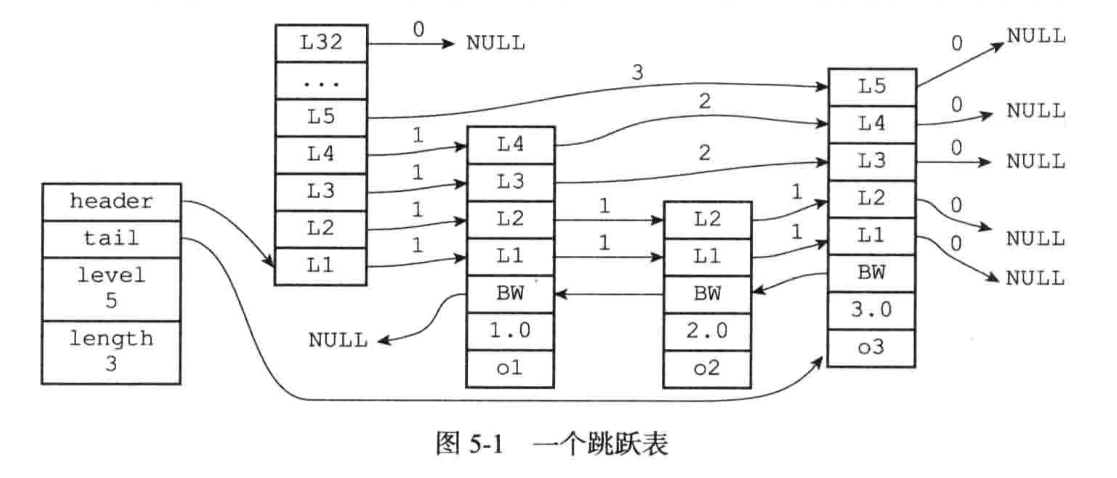 L32
0
NULL
...
L5
3
L4
1
L3
1
L2
1
L1
1
header
tail
level
5
length
3
L4
2
L3
2
L2
1
L1
1
BW
1.0
o1
NULL
L2
1
L1
1
BW
2.0
o2
L5
0
NULL
L4
0
NULL
L3
0
NULL
L2
0
NULL
L1
0
NULL
BW
3.0
o3
图 5-1 一个跳跃表